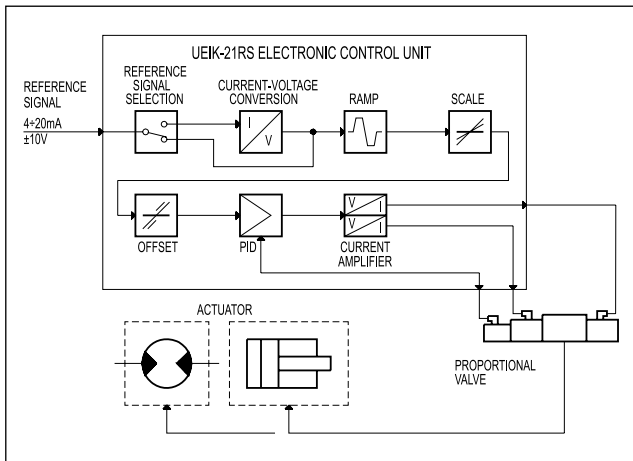 UEIK-21RS ELECTRONIC CONTROL UNIT
REFERENCE
SIGNAL
4÷20mA
±10V
REFERENCE
SIGNAL
SELECTION
CURRENT-VOLTAGE
CONVERSION
RAMP
SCALE
I
V
OFFSET
PID
V
I
V
I
CURRENT
AMPLIFIER
ACTUATOR
PROPORTIONAL
VALVE